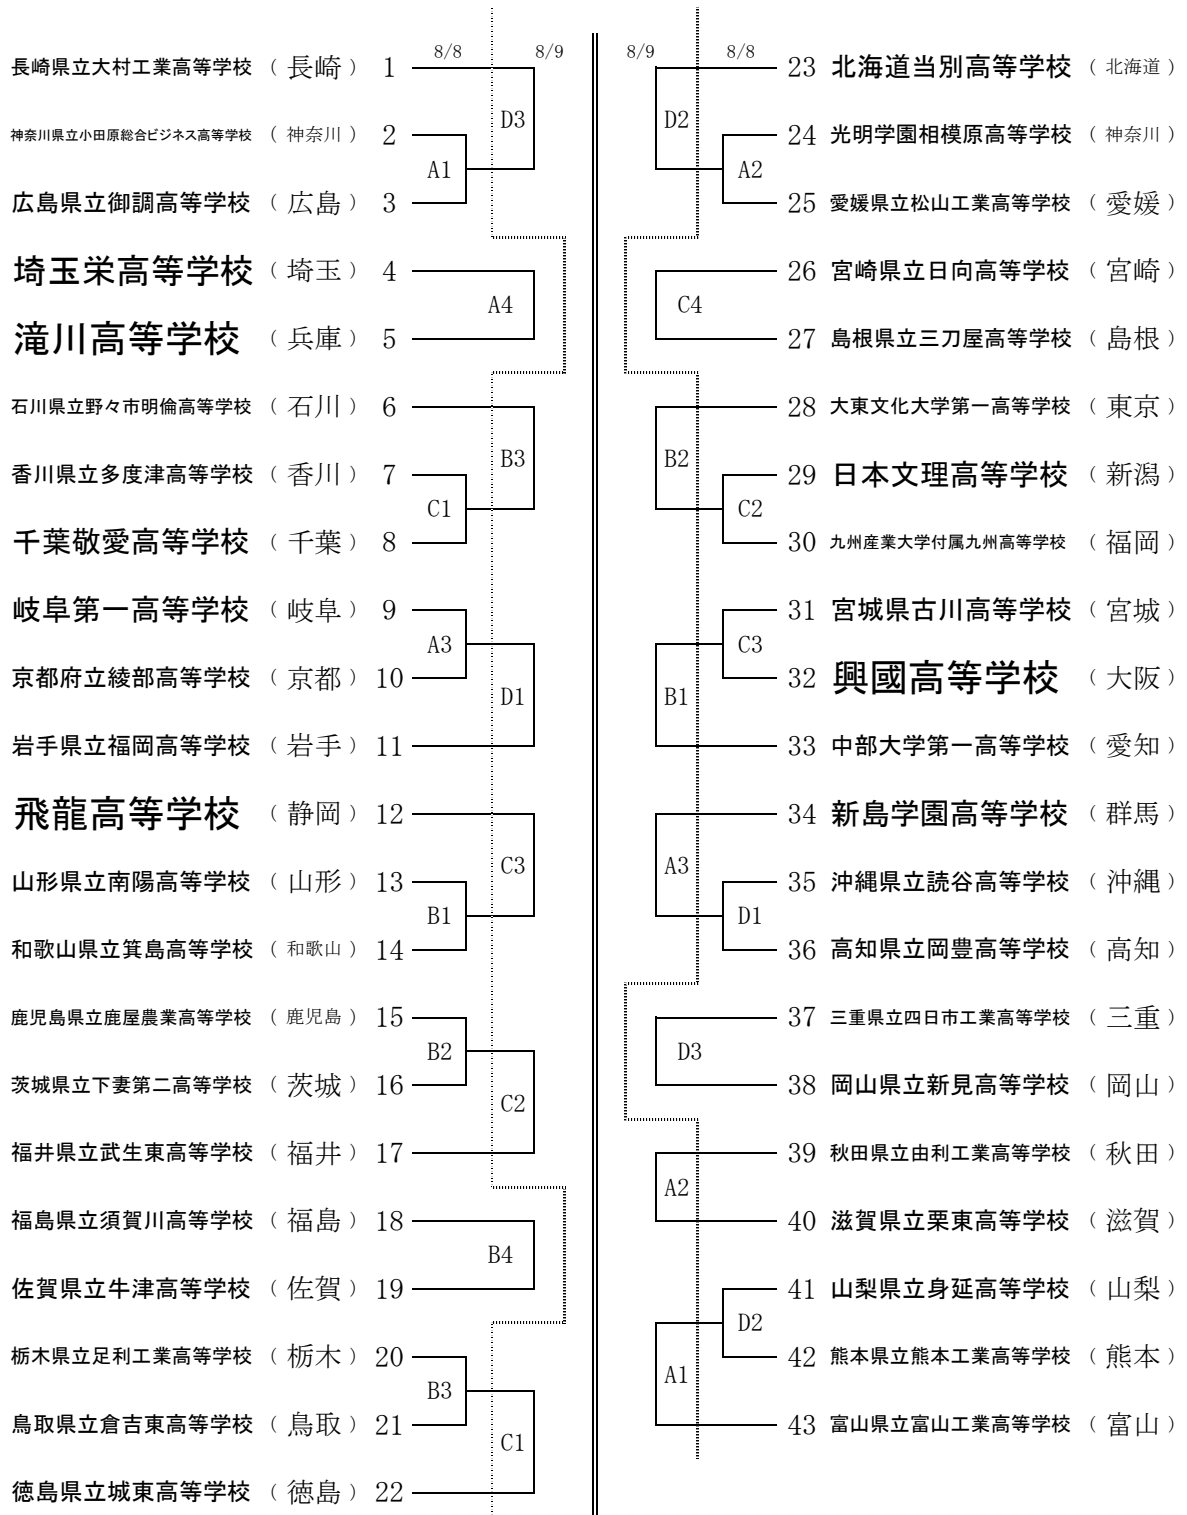 8/8 8/9
長崎県立大村工業高等学校 （ 長崎 ） 1
D3
神奈川県立小田原総合ビジネス高等学校 （ 神奈川 ） 2
A1
広島県立御調高等学校 （ 広島 ） 3
埼玉栄高等学校 （ 埼玉 ） 4
A4
滝川高等学校 （ 兵庫 ） 5
石川県立野々市明倫高等学校 （ 石川 ） 6
B3
香川県立多度津高等学校 （ 香川 ） 7
C1
千葉敬愛高等学校 （ 千葉 ） 8
岐阜第一高等学校 （ 岐阜 ） 9
A3
京都府立綾部高等学校 （ 京都 ） 10
D1
岩手県立福岡高等学校 （ 岩手 ） 11
飛龍高等学校 （ 静岡 ） 12
C3
山形県立南陽高等学校 （ 山形 ） 13
B1
和歌山県立箕島高等学校 （ 和歌山 ） 14
鹿児島県立鹿屋農業高等学校 （ 鹿児島 ） 15
B2
茨城県立下妻第二高等学校 （ 茨城 ） 16
C2
福井県立武生東高等学校 （ 福井 ） 17
福島県立須賀川高等学校 （ 福島 ） 18
B4
佐賀県立牛津高等学校 （ 佐賀 ） 19
栃木県立足利工業高等学校 （ 栃木 ） 20
B3
鳥取県立倉吉東高等学校 （ 鳥取 ） 21
C1
徳島県立城東高等学校 （ 徳島 ） 22
8/9 8/8
23 北海道当別高等学校 （ 北海道 ）
D2
24 光明学園相模原高等学校 （ 神奈川 ）
A2
25 愛媛県立松山工業高等学校 （ 愛媛 ）
26 宮崎県立日向高等学校 （ 宮崎 ）
C4
27 島根県立三刀屋高等学校 （ 島根 ）
28 大東文化大学第一高等学校 （ 東京 ）
B2
29 日本文理高等学校 （ 新潟 ）
C2
30 九州産業大学付属九州高等学校 （ 福岡 ）
31 宮城県古川高等学校 （ 宮城 ）
C3
32 興國高等学校 （ 大阪 ）
B1
33 中部大学第一高等学校 （ 愛知 ）
34 新島学園高等学校 （ 群馬 ）
A3
35 沖縄県立読谷高等学校 （ 沖縄 ）
D1
36 高知県立岡豊高等学校 （ 高知 ）
37 三重県立四日市工業高等学校 （ 三重 ）
D3
38 岡山県立新見高等学校 （ 岡山 ）
39 秋田県立由利工業高等学校 （ 秋田 ）
A2
40 滋賀県立栗東高等学校 （ 滋賀 ）
41 山梨県立身延高等学校 （ 山梨 ）
D2
42 熊本県立熊本工業高等学校 （ 熊本 ）
A1
43 富山県立富山工業高等学校 （ 富山 ）